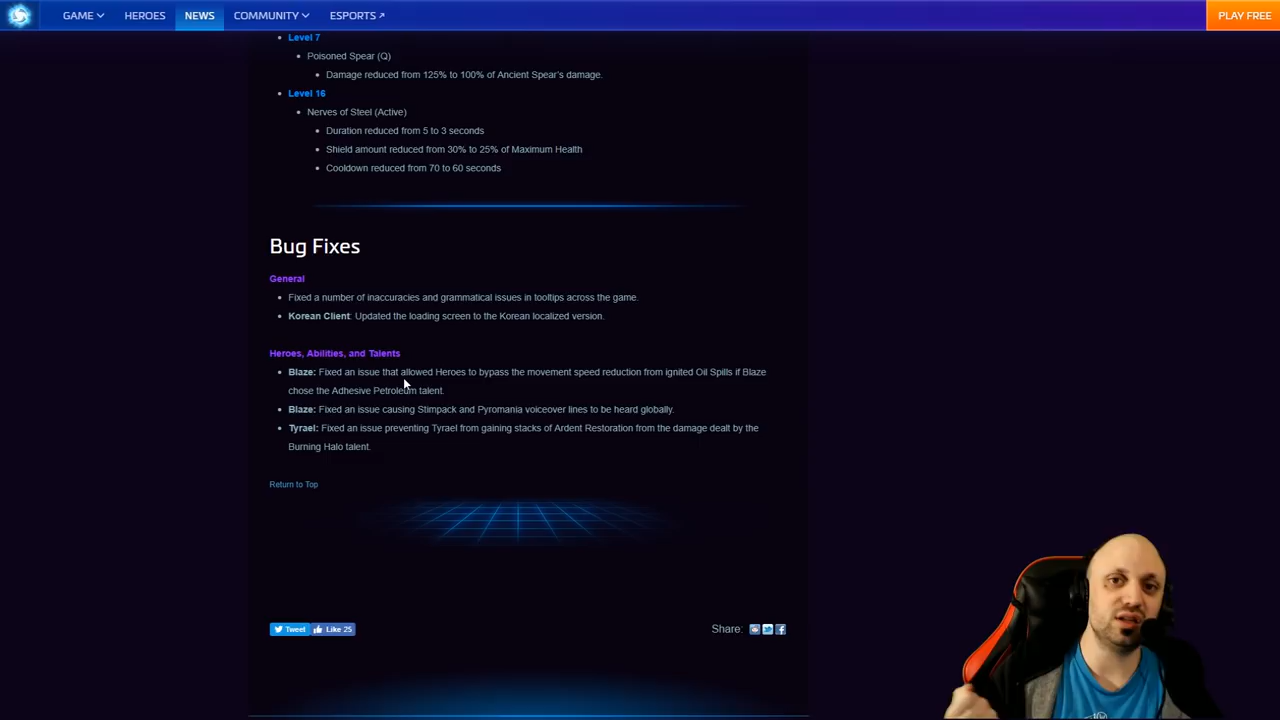 GAME HEROES NEWS COMMUNITY ESPORTS PLAY FREE
Level 7
Poisoned Spear (Q)
Damage reduced from 125% to 100% of Ancient Spear's damage.
Level 16
Nerves of Steel (Active)
Duration reduced from 5 to 3 seconds
Shield amount reduced from 30% to 25% of Maximum Health
Cooldown reduced from 70 to 60 seconds
Bug Fixes
General
Fixed a number of inaccuracies and grammatical issues in tooltips across the game.
Korean Client: Updated the loading screen to the Korean localized version.
Heroes, Abilities, and Talents
Blaze: Fixed an issue that allowed Heroes to bypass the movement speed reduction from ignited Oil Spills if Blaze
chose the Adhesive Petroleum talent.
Blaze: Fixed an issue causing Stimpack and Pyromania voiceover lines to be heard globally.
Tyrael: Fixed an issue preventing Tyrael from gaining stacks of Ardent Restoration from the damage dealt by the
Burning Halo talent.
Return to Top
Tweet Like 25 Share: